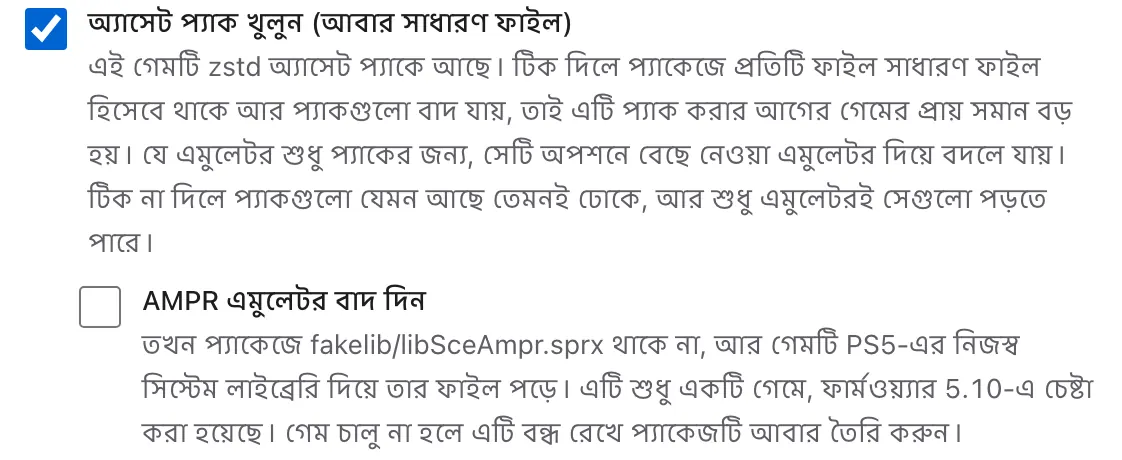 অ্যাসেট প্যাক খুলুন (আবার সাধারণ ফাইল)
এই গেমটি zstd অ্যাসেট প্যাকে আছে। টিক দিলে প্যাকেজে প্রতিটি ফাইল সাধারণ ফাইল
হিসেবে থাকে আর প্যাকগুলো বাদ যায়, তাই এটি প্যাক করার আগের গেমের প্রায় সমান বড়
হয়। যে এমুলেটর শুধু প্যাকের জন্য, সেটি অপশনে বেছে নেওয়া এমুলেটর দিয়ে বদলে যায়।
টিক না দিলে প্যাকগুলো যেমন আছে তেমনই ঢোকে, আর শুধু এমুলেটরই সেগুলো পড়তে
পারে।
AMPR এমুলেটর বাদ দিন
তখন প্যাকেজে fakelib/libSceAmpr.sprx থাকে না, আর গেমটি PS5-এর নিজস্ব
সিস্টেম লাইব্রেরি দিয়ে তার ফাইল পড়ে। এটি শুধু একটি গেমে, ফার্মওয়্যার 5.10-এ চেষ্টা
করা হয়েছে। গেম চালু না হলে এটি বন্ধ রেখে প্যাকেজটি আবার তৈরি করুন।